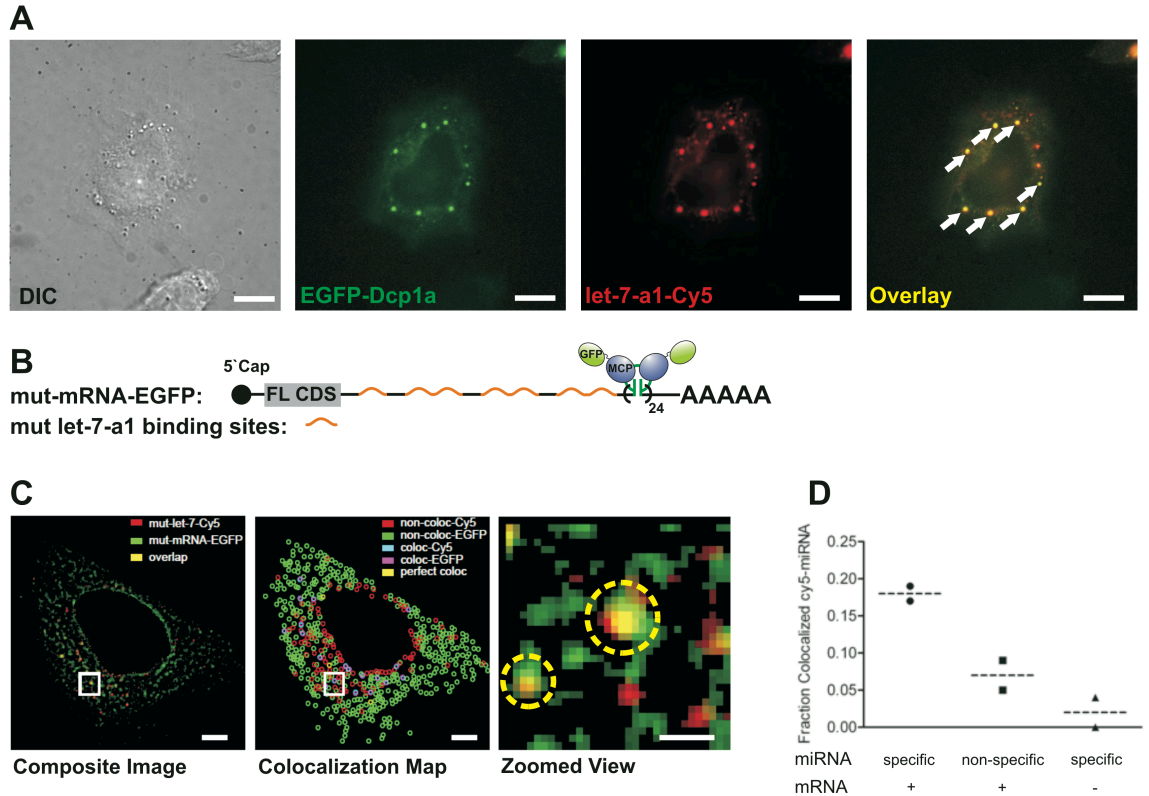 A
DIC
EGFP-Dcp1a
let-7-a1-Cy5
Overlay
B
5`Cap
GFP
MCP
mut-mRNA-EGFP:
FL CDS
24
AAAAA
mut let-7-a1 binding sites:
C
mut-let-7-Cy5
mut-mRNA-EGFP
overlap
non-coloc-Cy5
non-coloc-EGFP
coloc-Cy5
coloc-EGFP
perfect coloc
Composite Image
Colocalization Map
Zoomed View
D
Fraction Colocalized cy5-miRNA
0.25
0.20
0.15
0.10
0.05
0.00
miRNA specific non-specific specific
mRNA + + -